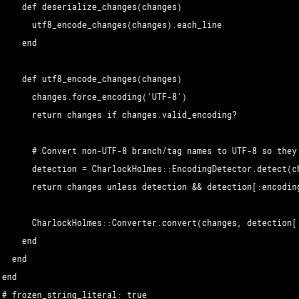 def deserialize_changes(changes)
utf8_encode_changes(changes).each_line
end
def utf8_encode_changes(changes)
changes.force_encoding('UTF-8')
return changes if changes.valid_encoding?
# Convert non-UTF-8 branch/tag names to UTF-8 so they
detection = CharlockHolmes::EncodingDetector.detect(ch
return changes unless detection && detection[:encoding
CharlockHolmes::Converter.convert(changes, detection[
end
end
end
# frozen_string_literal: true